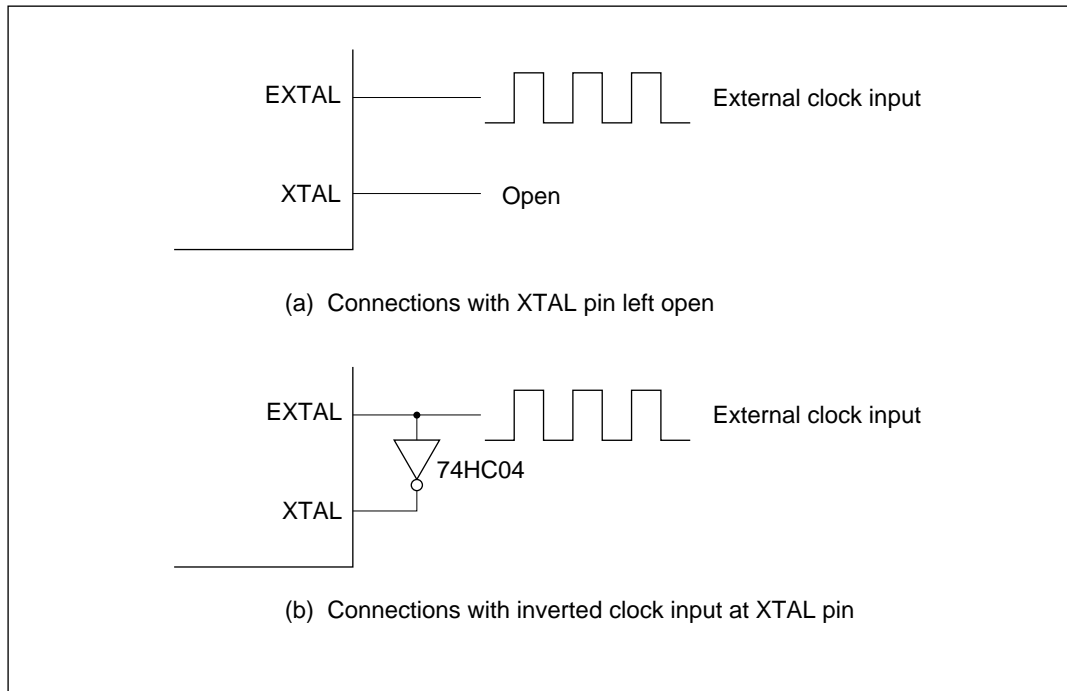 EXTAL
External clock input
XTAL
Open
(a) Connections with XTAL pin left open
EXTAL
External clock input
74HC04
XTAL
(b) Connections with inverted clock input at XTAL pin